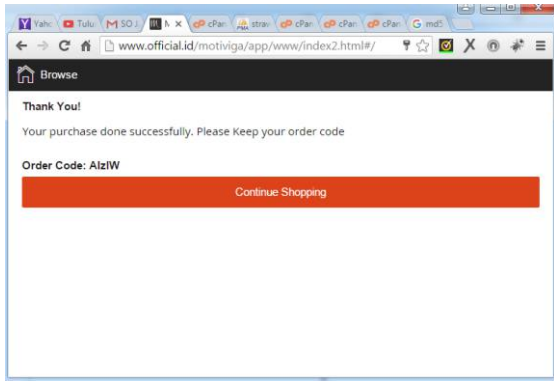 Yaho Tulu M SO J N cPan strav cPan cPan cPan md5
www.official.id/motiviga/app/www/index2.html#/
Browse
Thank You!
Your purchase done successfully. Please Keep your order code
Order Code: AIzIW
Continue Shopping